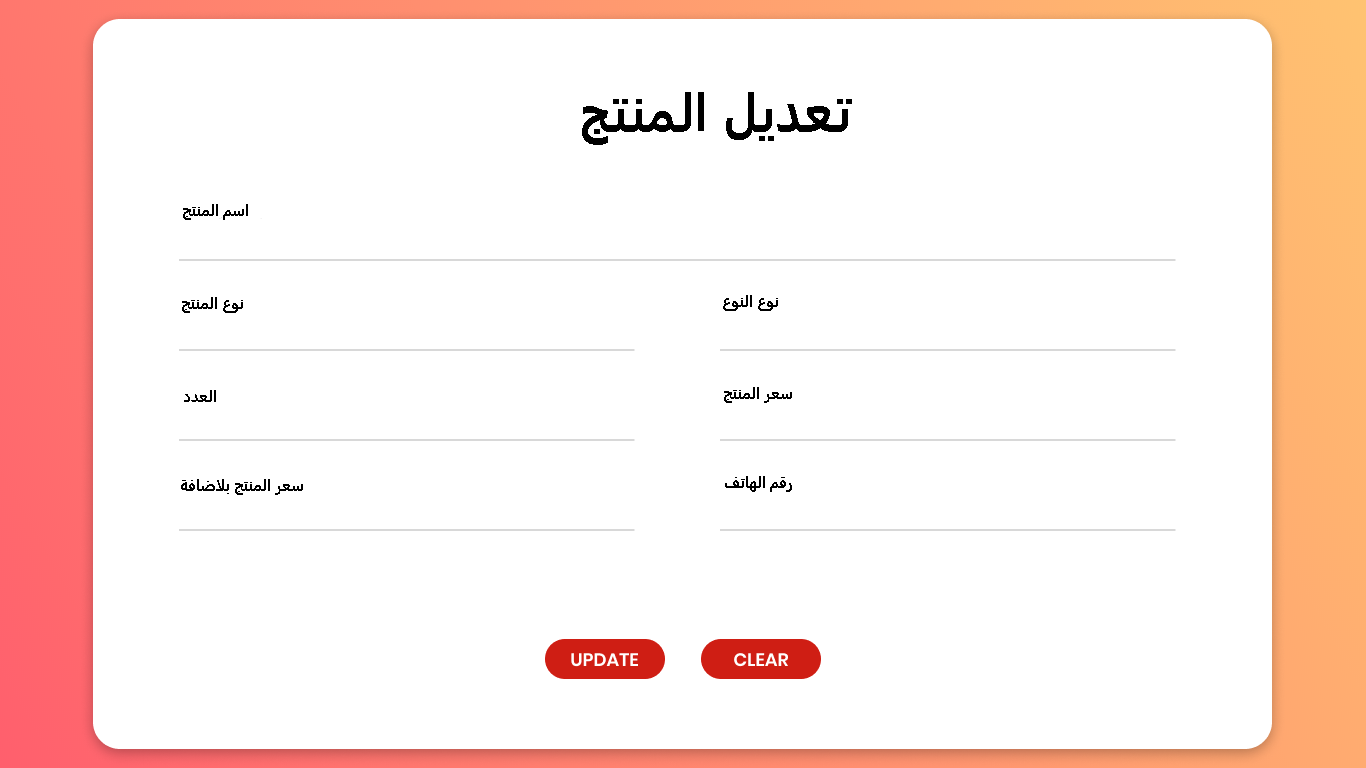 تعديل المنتج
اسم المنتج
نوع المنتج
نوع النوع
العدد
سعر المنتج
سعر المنتج بلاضافة
رقم الهاتف
UPDATE
CLEAR